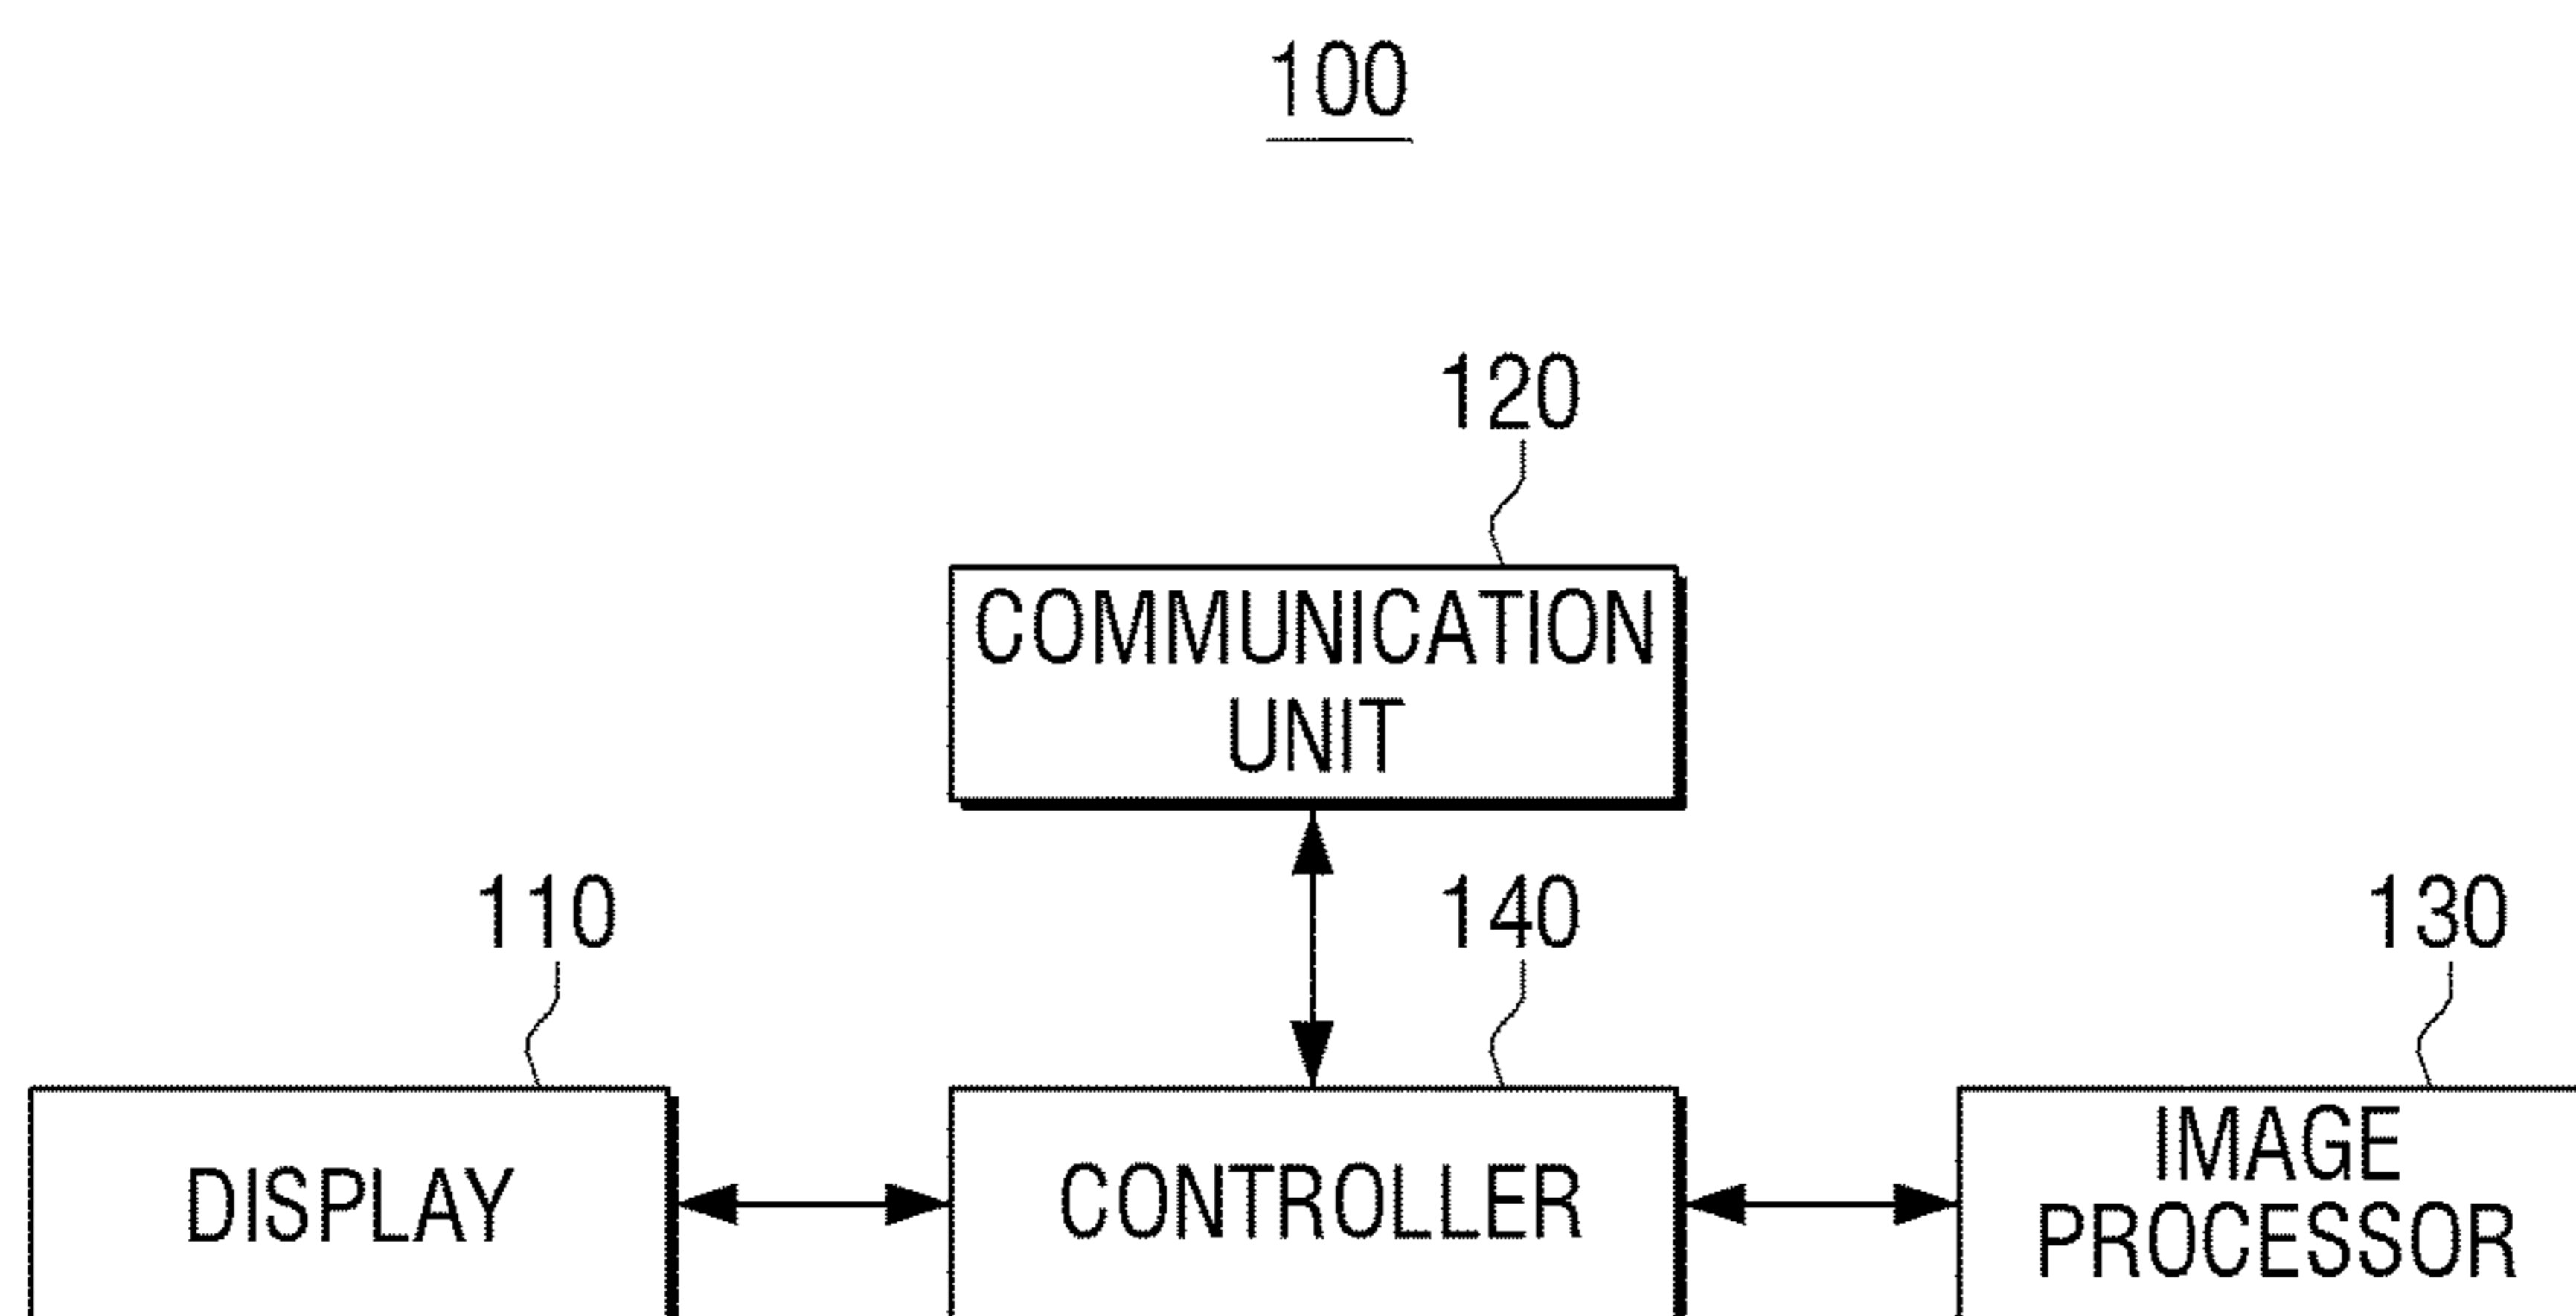 100
120
COMMUNICATION
UNIT
110
140
130
DISPLAY
CONTROLLER
IMAGE
PROCESSOR